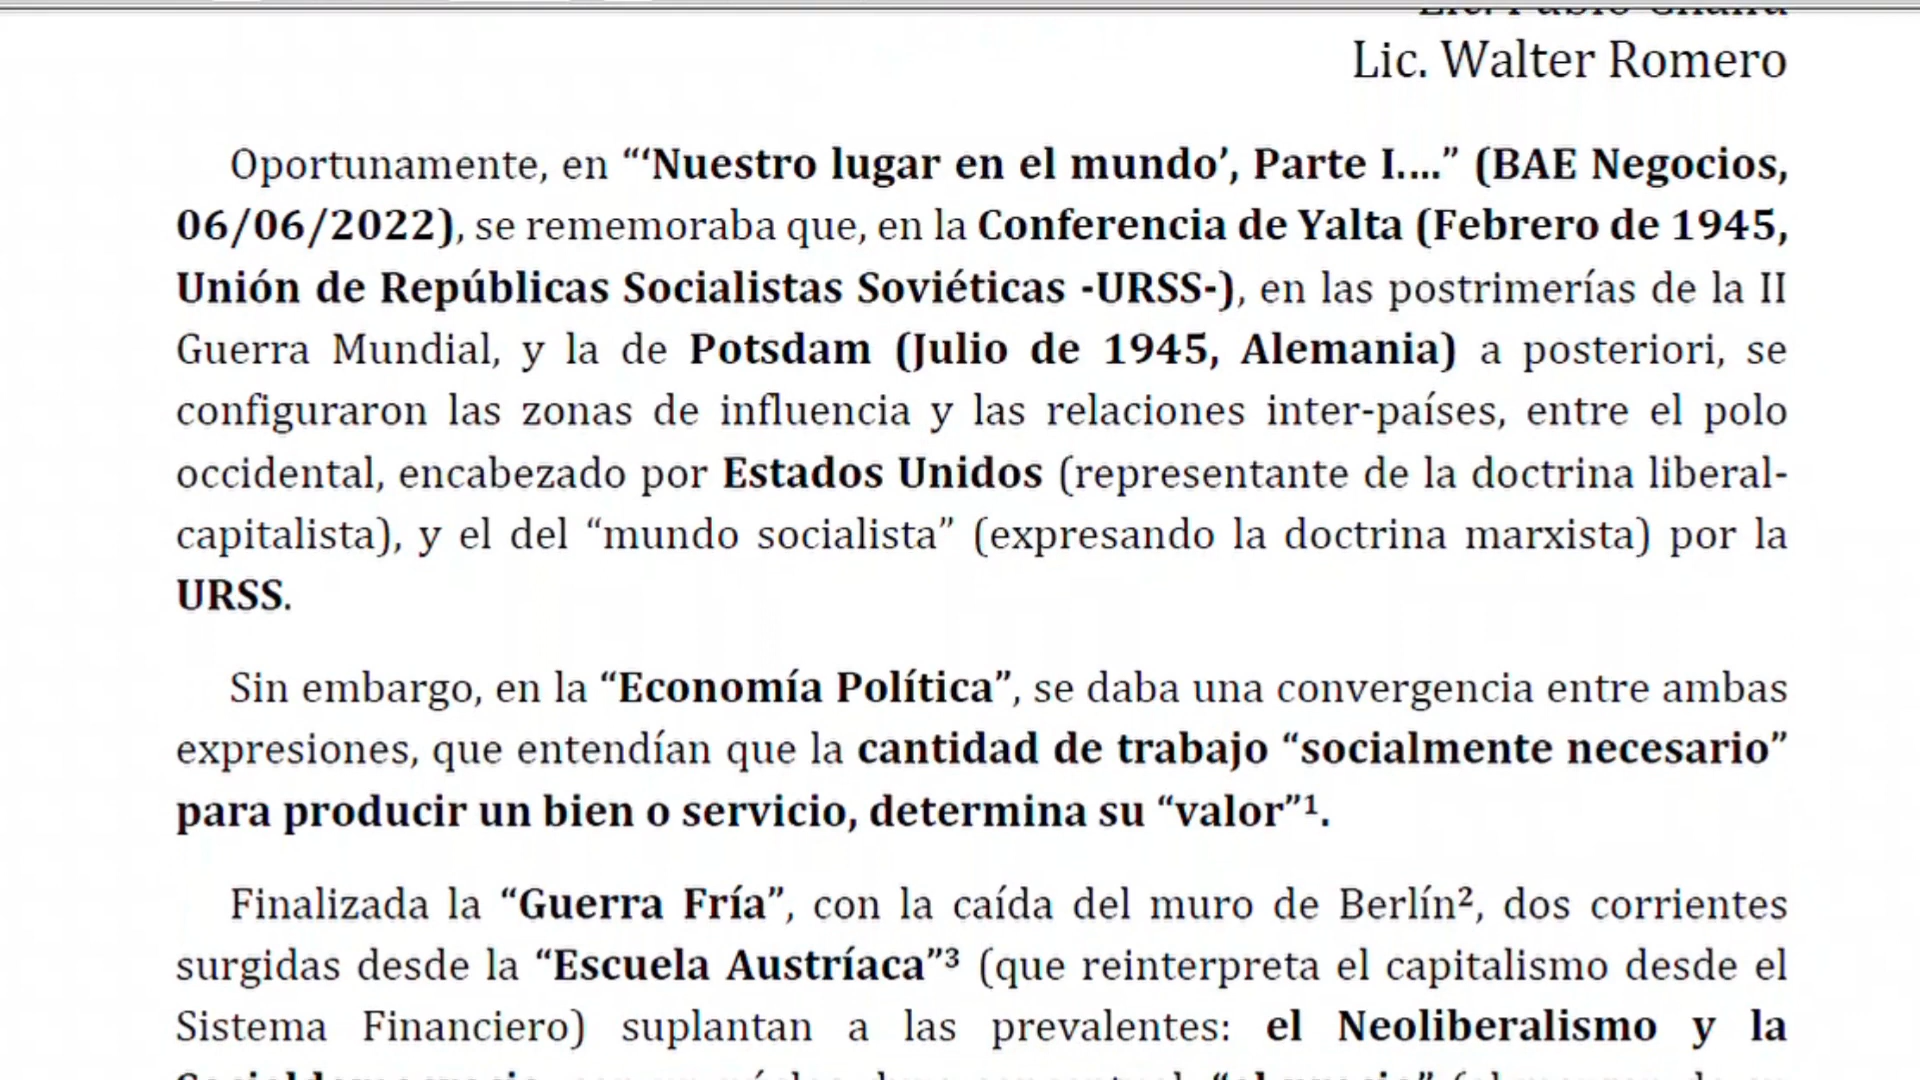 Lic. Walter Romero
Oportunamente, en “‘Nuestro lugar en el mundo’, Parte I....” (BAE Negocios,
06/06/2022), se rememoraba que, en la Conferencia de Yalta (Febrero de 1945,
Unión de Repúblicas Socialistas Soviéticas -URSS-), en las postrimerías de la II
Guerra Mundial, y la de Potsdam (Julio de 1945, Alemania) a posteriori, se
configuraron las zonas de influencia y las relaciones inter-países, entre el polo
occidental, encabezado por Estados Unidos (representante de la doctrina liberal-
capitalista), y el del “mundo socialista” (expresando la doctrina marxista) por la
URSS.
Sin embargo, en la “Economía Política”, se daba una convergencia entre ambas
expresiones, que entendían que la cantidad de trabajo “socialmente necesario”
para producir un bien o servicio, determina su “valor”¹.
Finalizada la “Guerra Fría”, con la caída del muro de Berlín², dos corrientes
surgidas desde la “Escuela Austríaca”³ (que reinterpreta el capitalismo desde el
Sistema Financiero) suplantan a las prevalentes: el Neoliberalismo y la